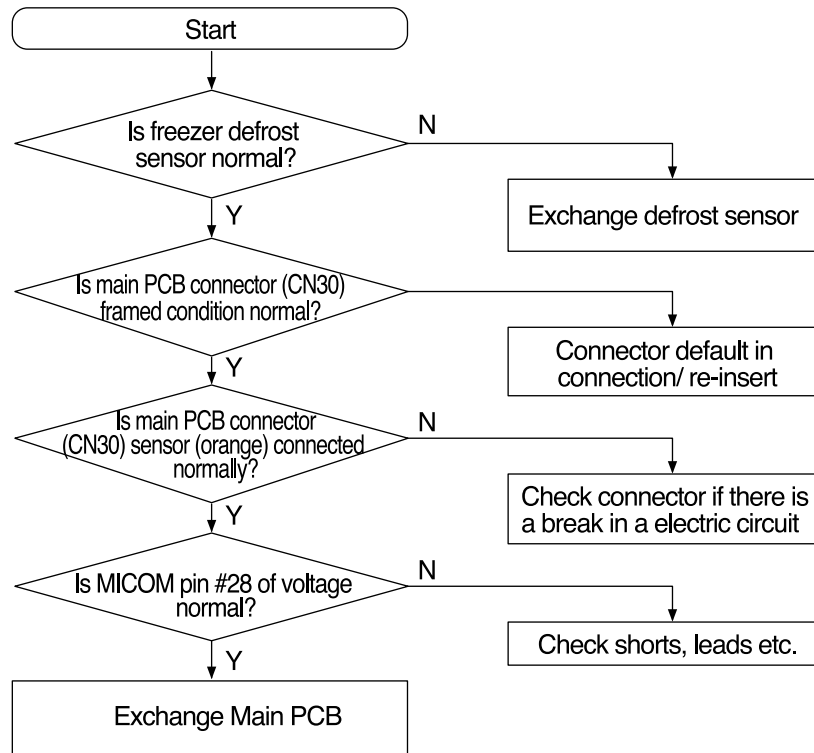 Start
Is freezer defrost
sensor normal?
N
Exchange defrost sensor
Y
Is main PCB connector (CN30)
framed condition normal?
Connector default in
connection/ re-insert
Y
Is main PCB connector
(CN30) sensor (orange) connected
normally?
N
Check connector if there is
a break in a electric circuit
Y
Is MICOM pin #28 of voltage
normal?
N
Check shorts, leads etc.
Y
Exchange Main PCB